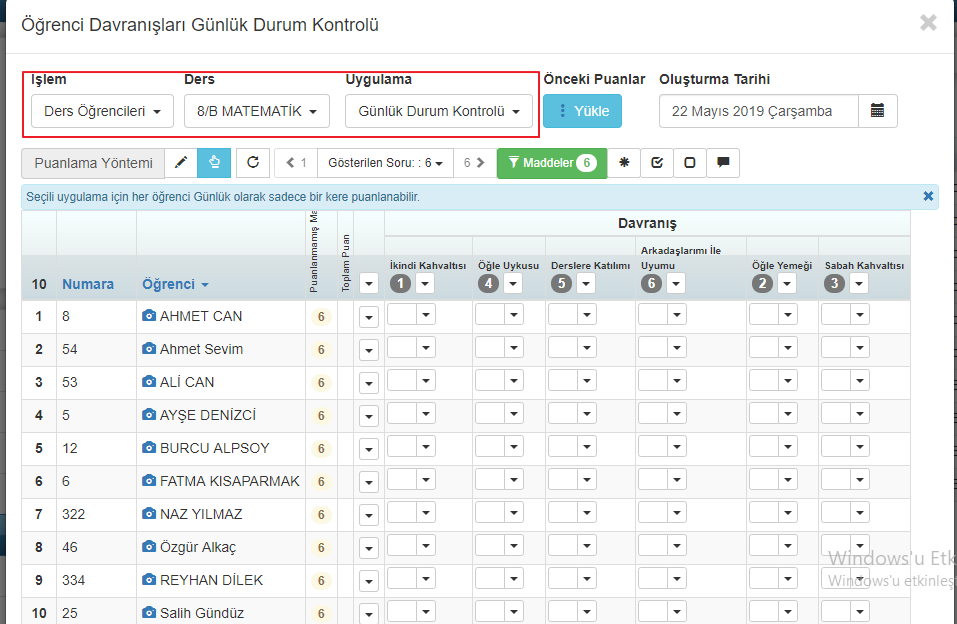 Öğrenci Davranışları Günlük Durum Kontrolü
İşlem Ders Uygulama Önceki Puanlar Oluşturma Tarihi
Ders Öğrencileri 8/B MATEMATİK Günlük Durum Kontrolü Yükle 22 Mayıs 2019 Çarşamba
Puanlama Yöntemi 1 Gösterilen Soru: : 6 6 Maddeler 6
Seçili uygulama için her öğrenci Günlük olarak sadece bir kere puanlanabilir.
Davranış
10 Numara Öğrenci Puanlanmamış Toplam Puan
İkindi Kahvaltısı Öğle Uykusu Derslere Katılımı Arkadaşlarımı İle Uyumu Öğle Yemeği Sabah Kahvaltısı
1 4 5 6 2 3
1 8 AHMET CAN 6
2 54 Ahmet Sevim 6
3 53 ALİ CAN 6
4 5 AYŞE DENİZCİ 6
5 12 BURCU ALPSOY 6
6 6 FATMA KISAPARMAK 6
7 322 NAZ YILMAZ 6
8 46 Özgür Alkaç 6
9 334 REYHAN DİLEK 6
10 25 Salih Gündüz 6
Windows'u Etk
Windows'u etkinleş